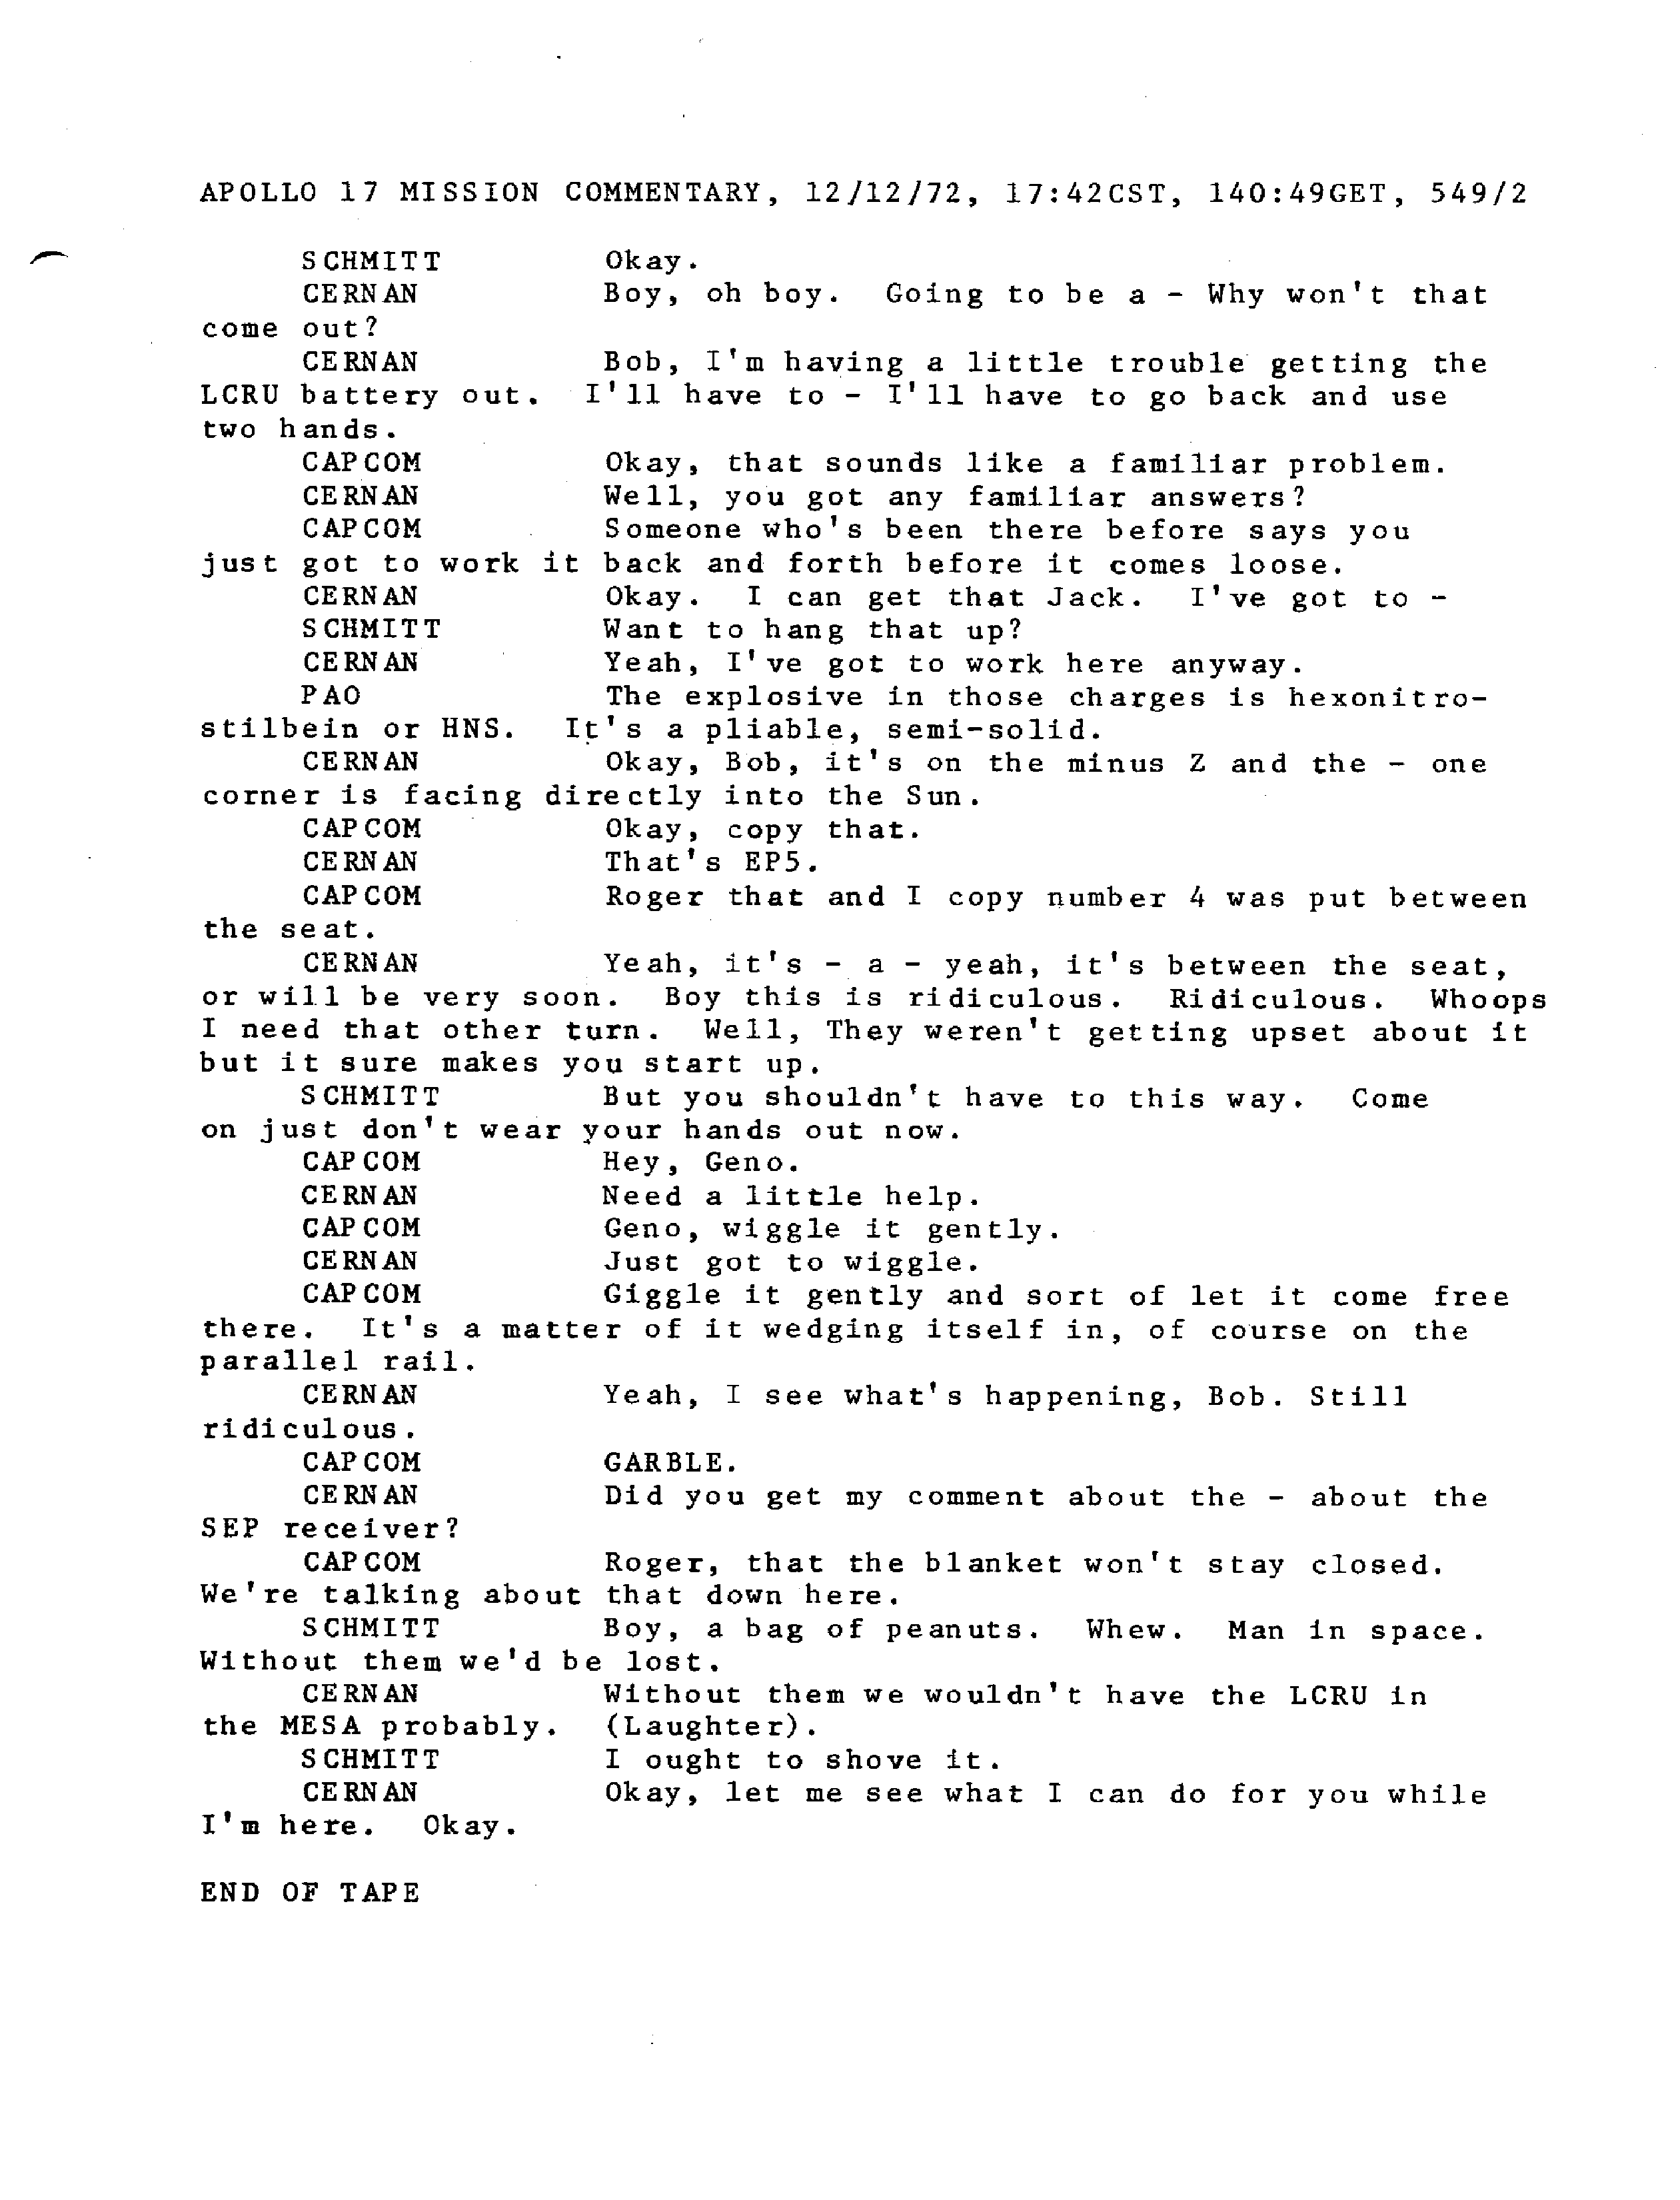 APOLLO 17 MISSION COMMENTARY, 12/12/72, 17:42CST, 140:49GET, 549/2
SCHMITT Okay.
CERNAN Boy, oh boy. Going to be a - Why won't that
come out?
CERNAN Bob, I'm having a little trouble getting the
LCRU battery out. I'll have to - I'll have to go back and use
two hands.
CAPCOM Okay, that sounds like a familiar problem.
CERNAN Well, you got any familiar answers?
CAPCOM Someone who's been there before says you
just got to work it back and forth before it comes loose.
CERNAN Okay. I can get that Jack. I've got to -
SCHMITT Want to hang that up?
CERNAN Yeah, I've got to work here anyway.
PAO The explosive in those charges is hexonitro-
stilbein or HNS. It's a pliable, semi-solid.
CERNAN Okay, Bob, it's on the minus Z and the - one
corner is facing directly into the Sun.
CAPCOM Okay, copy that.
CERNAN That's EP5.
CAPCOM Roger that and I copy number 4 was put between
the seat.
CERNAN Yeah, it's - a - yeah, it's between the seat,
or will be very soon. Boy this is ridiculous. Ridiculous. Whoops
I need that other turn. Well, They weren't getting upset about it
but it sure makes you start up.
SCHMITT But you shouldn't have to this way. Come
on just don't wear your hands out now.
CAPCOM Hey, Geno.
CERNAN Need a little help.
CAPCOM Geno, wiggle it gently.
CERNAN Just got to wiggle.
CAPCOM Giggle it gently and sort of let it come free
there. It's a matter of it wedging itself in, of course on the
parallel rail.
CERNAN Yeah, I see what's happening, Bob. Still
ridiculous.
CAPCOM GARBLE.
CERNAN Did you get my comment about the - about the
SEP receiver?
CAPCOM Roger, that the blanket won't stay closed.
We're talking about that down here.
SCHMITT Boy, a bag of peanuts. Whew. Man in space.
Without them we'd be lost.
CERNAN Without them we wouldn't have the LCRU in
the MESA probably. (Laughter).
SCHMITT I ought to shove it.
CERNAN Okay, let me see what I can do for you while
I'm here. Okay.
END OF TAPE